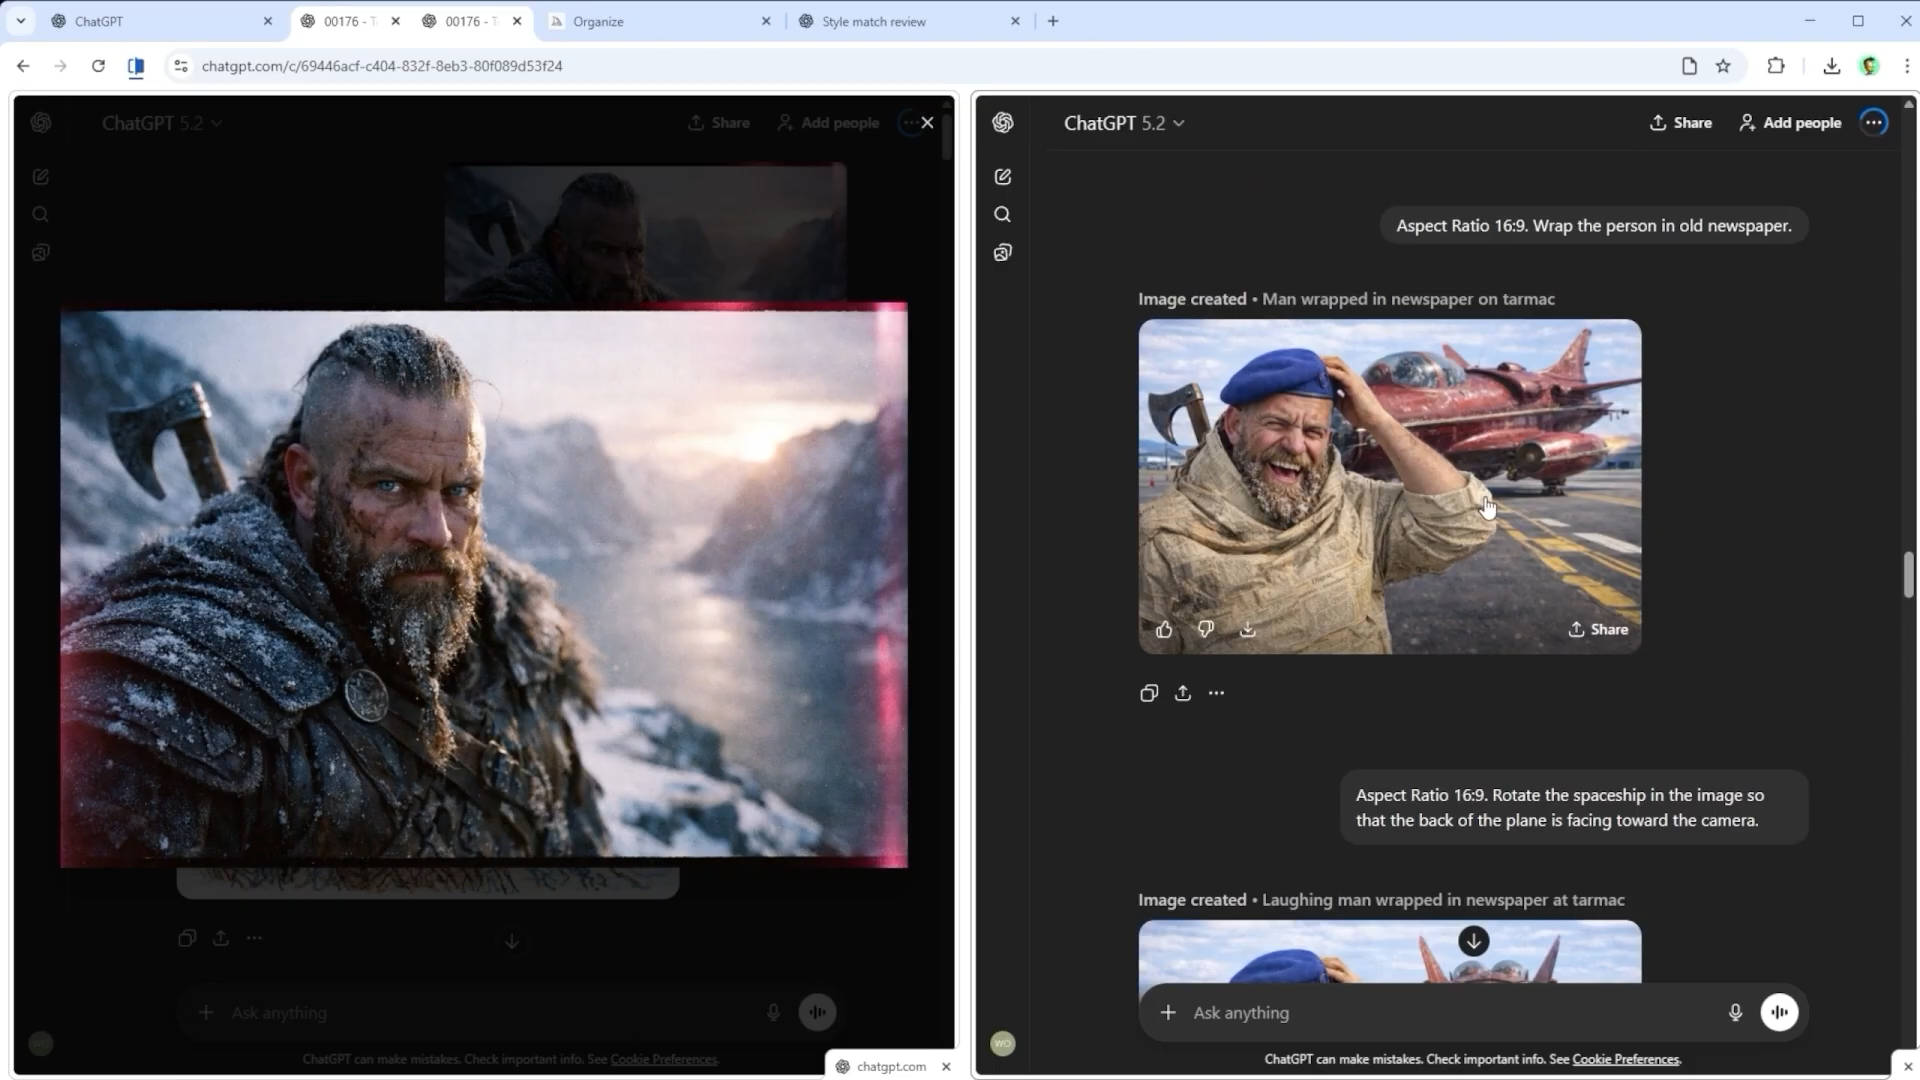 ChatGPT
00176 - T
00176 - T
Organize
Style match review
chatgpt.com/c/69446acf-c404-832f-8eb3-80f089d53f24
ChatGPT 5.2
Share
Add people
Ask anything
ChatGPT can make mistakes. Check important info. See Cookie Preferences.
chatgpt.com
ChatGPT 5.2
Share
Add people
Aspect Ratio 16:9. Wrap the person in old newspaper.
Image created • Man wrapped in newspaper on tarmac
Share
Aspect Ratio 16:9. Rotate the spaceship in the image so
that the back of the plane is facing toward the camera.
Image created • Laughing man wrapped in newspaper at tarmac
Ask anything
WO
ChatGPT can make mistakes. Check important info. See Cookie Preferences.